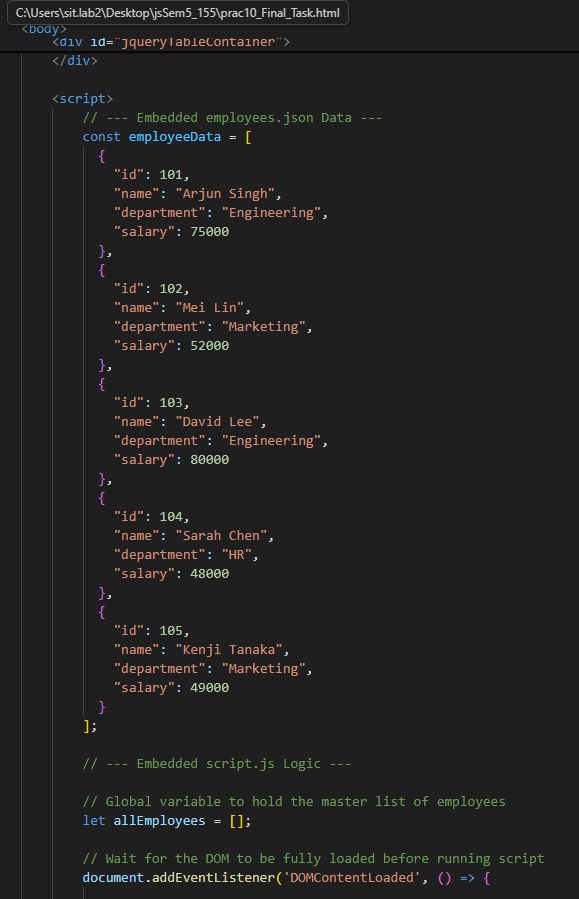 C:\Users\sit.lab2\Desktop\jsSem5_155\prac10_Final_Task.html
<body>
<div id="jqueryTableContainer">
</div>
<script>
// --- Embedded employees.json Data ---
const employeeData = [
{
"id": 101,
"name": "Arjun Singh",
"department": "Engineering",
"salary": 75000
},
{
"id": 102,
"name": "Mei Lin",
"department": "Marketing",
"salary": 52000
},
{
"id": 103,
"name": "David Lee",
"department": "Engineering",
"salary": 80000
},
{
"id": 104,
"name": "Sarah Chen",
"department": "HR",
"salary": 48000
},
{
"id": 105,
"name": "Kenji Tanaka",
"department": "Marketing",
"salary": 49000
}
];
// --- Embedded script.js Logic ---
// Global variable to hold the master list of employees
let allEmployees = [];
// Wait for the DOM to be fully loaded before running script
document.addEventListener('DOMContentLoaded', () => {